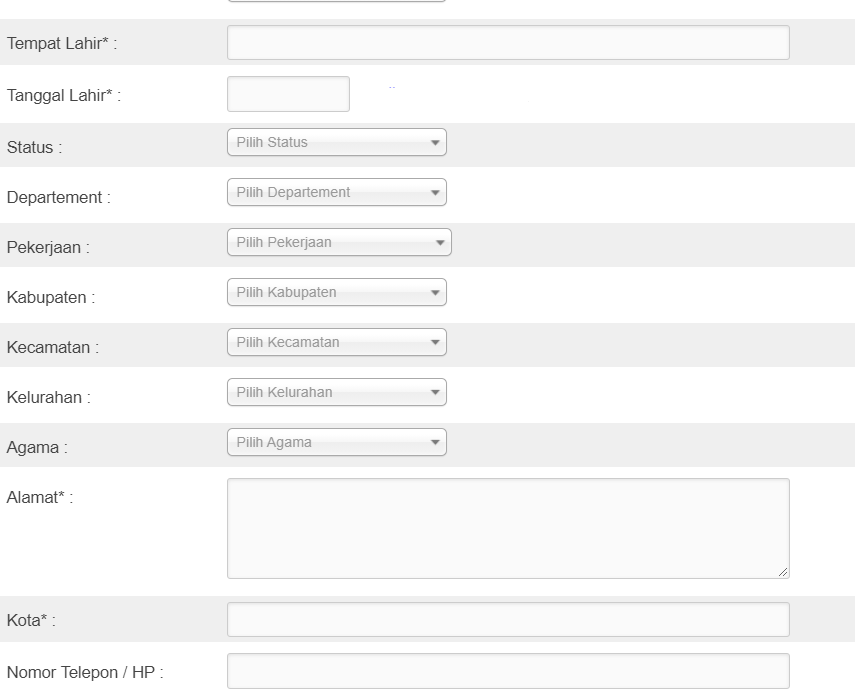 Tempat Lahir* :
Tanggal Lahir* :
..
Status :
Pilih Status
Departement :
Pilih Departement
Pekerjaan :
Pilih Pekerjaan
Kabupaten :
Pilih Kabupaten
Kecamatan :
Pilih Kecamatan
Kelurahan :
Pilih Kelurahan
Agama :
Pilih Agama
Alamat* :
Kota* :
Nomor Telepon / HP :